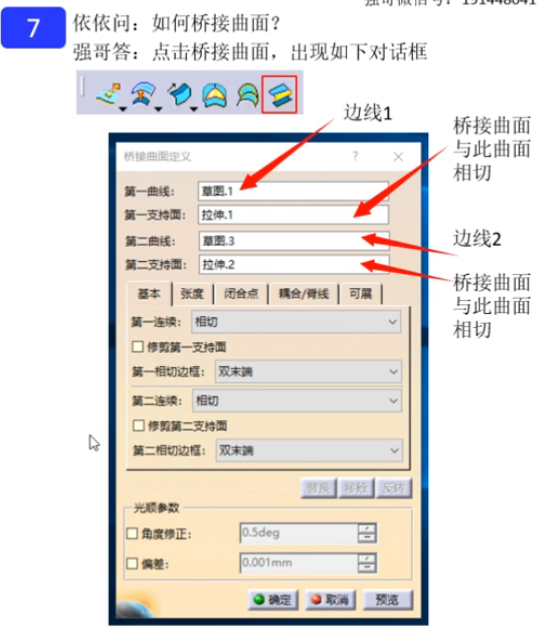 7
依依问：如何桥接曲面？
强哥答：点击桥接曲面，出现如下对话框
边线1
桥接曲面
与此曲面
相切
桥接曲面定义 ? ×
第一曲线： 草图.1
第一支持面： 拉伸.1
第二曲线： 草图.3
边线2
第二支持面： 拉伸.2
桥接曲面
与此曲面
相切
基本 张度 闭合点 耦合/脊线 可展
第一连续： 相切
修剪第一支持面
第一相切边框： 双末端
第二连续： 相切
修剪第二支持面
第二相切边框： 双末端
替换 移除 反转
光顺参数
角度修正： 0.5deg
偏差： 0.001mm
确定 取消 预览